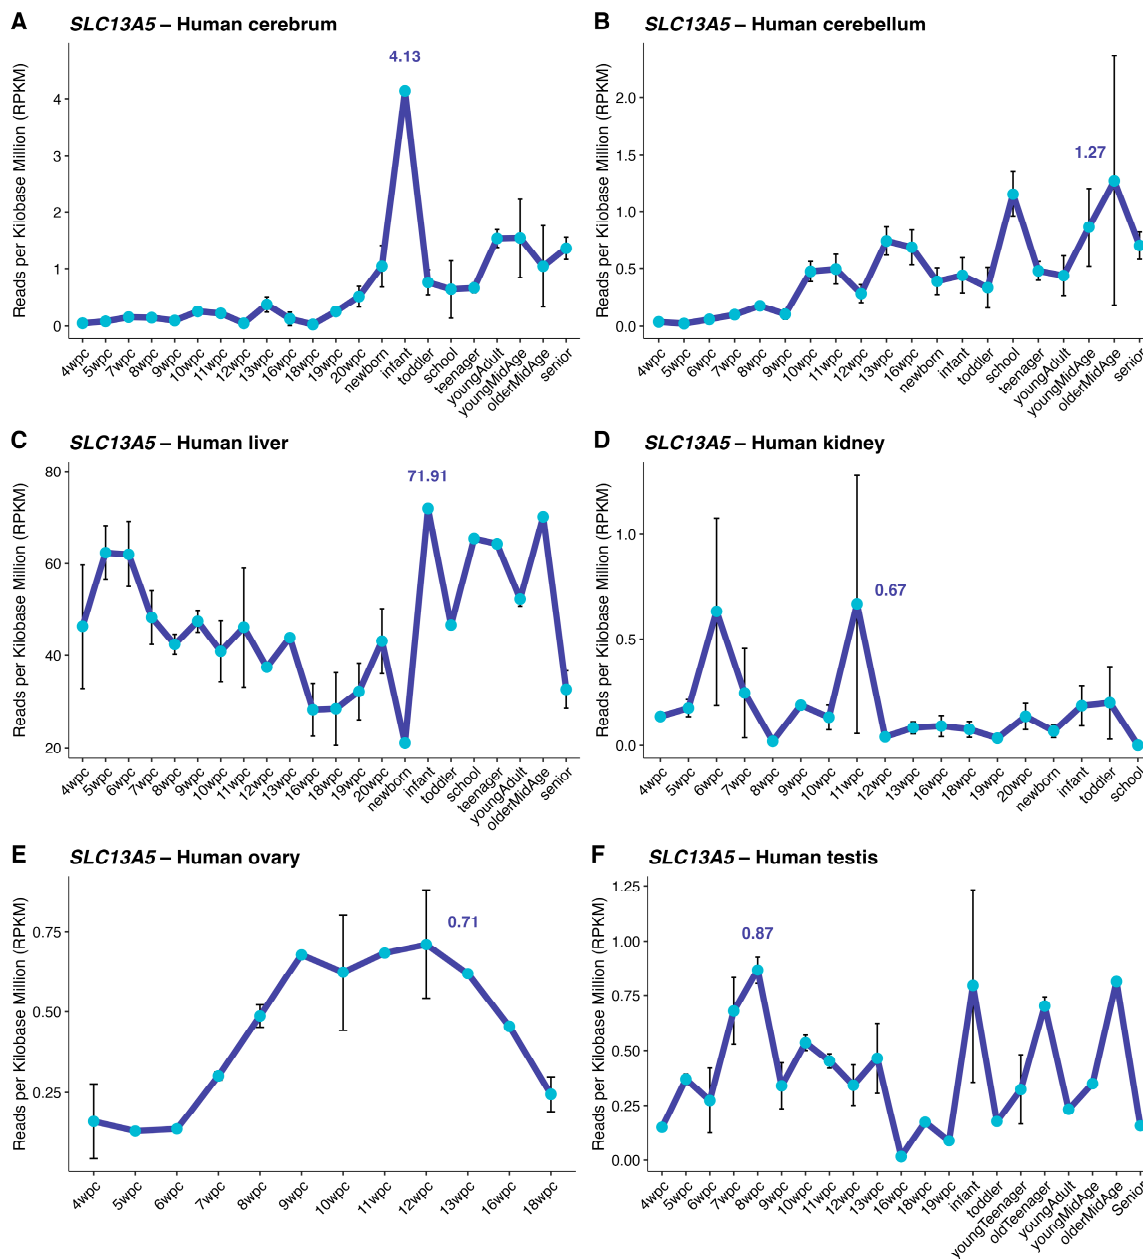 A SLC13A5 – Human cerebrum
Reads per Kilobase Million (RPKM)
4
3
2
1
0
4.13
4wpc 5wpc 7wpc 8wpc 9wpc 10wpc 11wpc 12wpc 13wpc 16wpc 18wpc 19wpc 20wpc newborn infant toddler school teenager youngAdult youngMidAge olderMidAge senior
B SLC13A5 – Human cerebellum
Reads per Kilobase Million (RPKM)
2.0
1.5
1.0
0.5
0.0
1.27
4wpc 5wpc 6wpc 7wpc 8wpc 9wpc 10wpc 11wpc 12wpc 13wpc 16wpc newborn infant toddler school teenager youngAdult youngMidAge olderMidAge senior
C SLC13A5 – Human liver
Reads per Kilobase Million (RPKM)
80
60
40
20
71.91
4wpc 5wpc 6wpc 7wpc 8wpc 9wpc 10wpc 11wpc 12wpc 13wpc 16wpc 18wpc 19wpc 20wpc newborn infant toddler school teenager youngAdult olderMidAge senior
D SLC13A5 – Human kidney
Reads per Kilobase Million (RPKM)
1.0
0.5
0.0
0.67
4wpc 5wpc 6wpc 7wpc 8wpc 9wpc 10wpc 11wpc 12wpc 13wpc 16wpc 18wpc 19wpc 20wpc newborn infant toddler school
E SLC13A5 – Human ovary
Reads per Kilobase Million (RPKM)
0.75
0.50
0.25
0.71
4wpc 5wpc 6wpc 7wpc 8wpc 9wpc 10wpc 11wpc 12wpc 13wpc 16wpc 18wpc
F SLC13A5 – Human testis
Reads per Kilobase Million (RPKM)
1.25
1.00
0.75
0.50
0.25
0.00
0.87
4wpc 5wpc 6wpc 7wpc 8wpc 9wpc 10wpc 11wpc 12wpc 13wpc 16wpc 18wpc 19wpc infant toddler youngTeenager oldTeenager youngAdult youngMidAge olderMidAge Senior